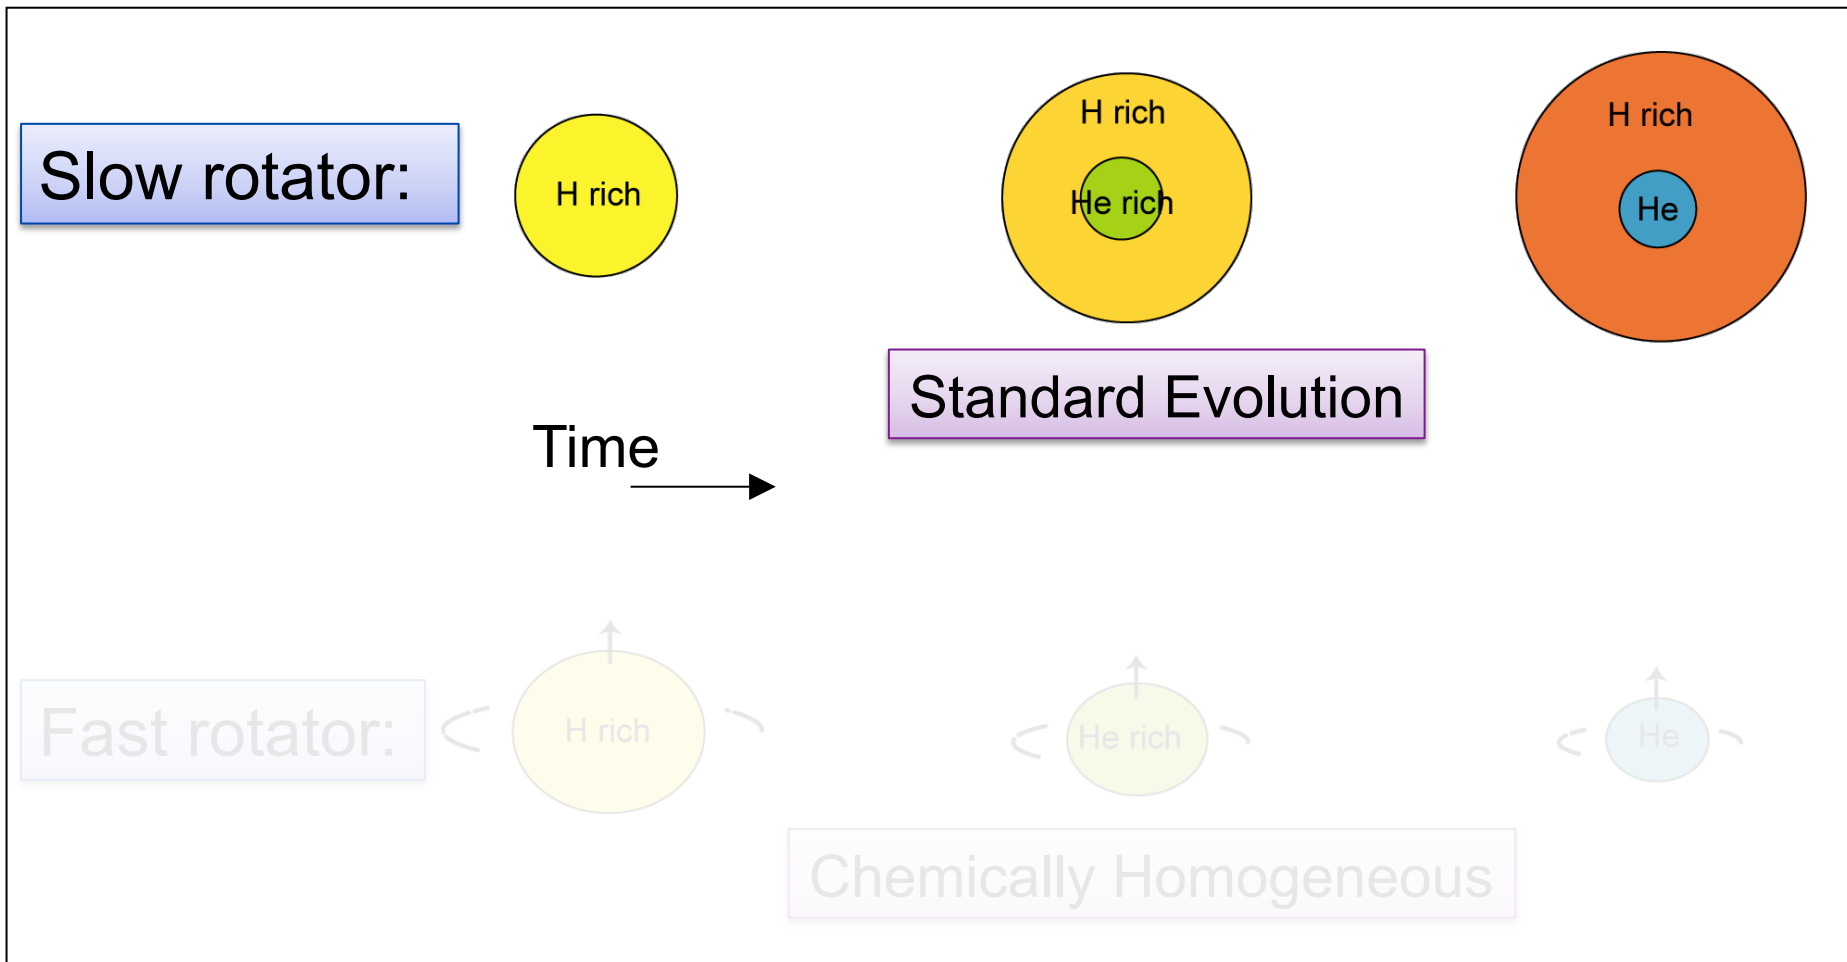 Slow rotator:
H rich
H rich
He rich
H rich
He
Standard Evolution
Time
Fast rotator:
H rich
He rich
He
Chemically Homogeneous